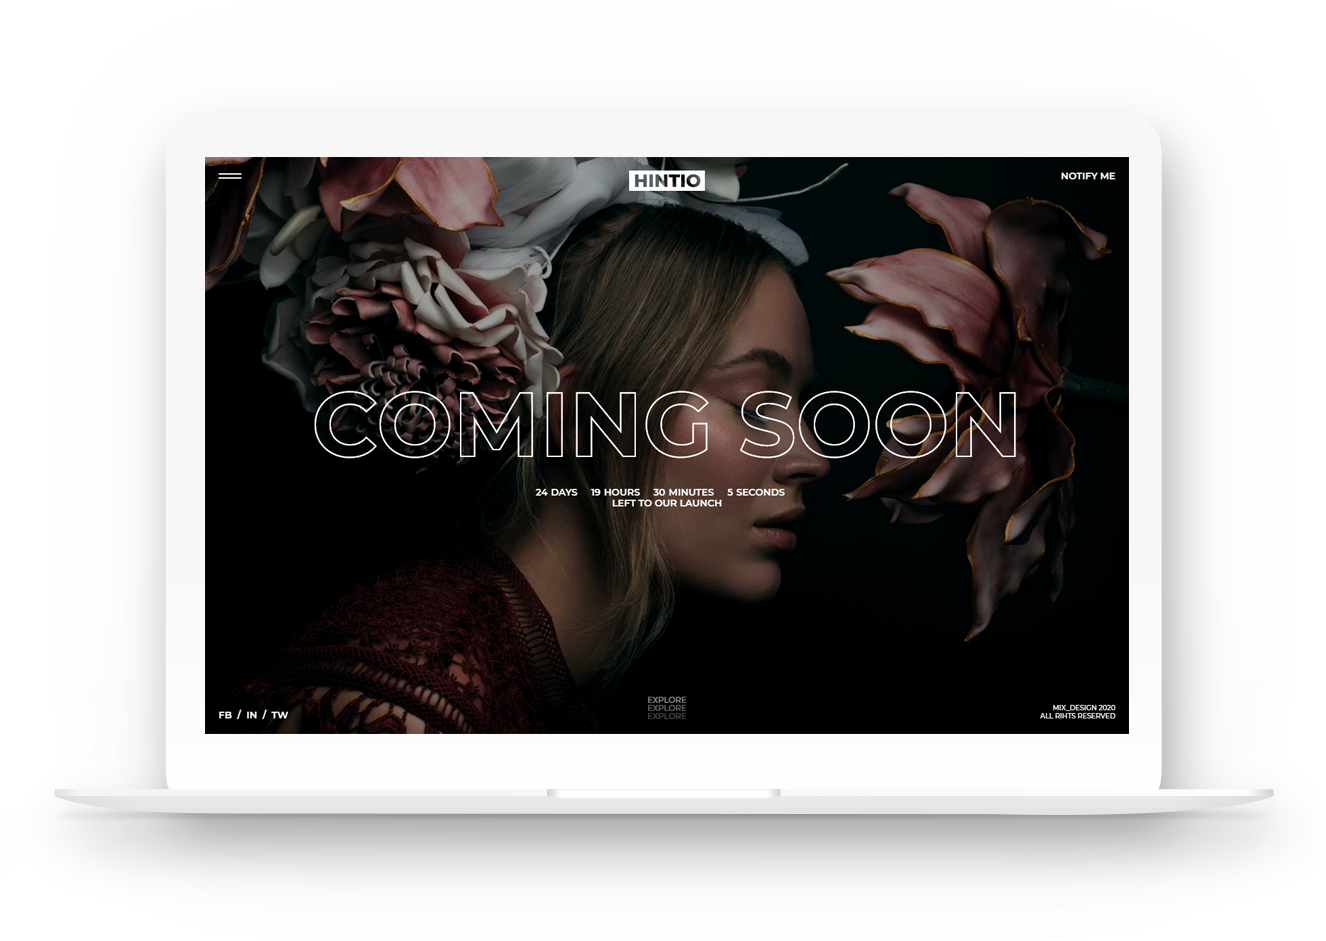 HINTIO
NOTIFY ME
COMING SOON
24 DAYS 19 HOURS 30 MINUTES 5 SECONDS
LEFT TO OUR LAUNCH
EXPLORE
EXPLORE
EXPLORE
FB / IN / TW
MIX_DESIGN 2020
ALL RIHTS RESERVED